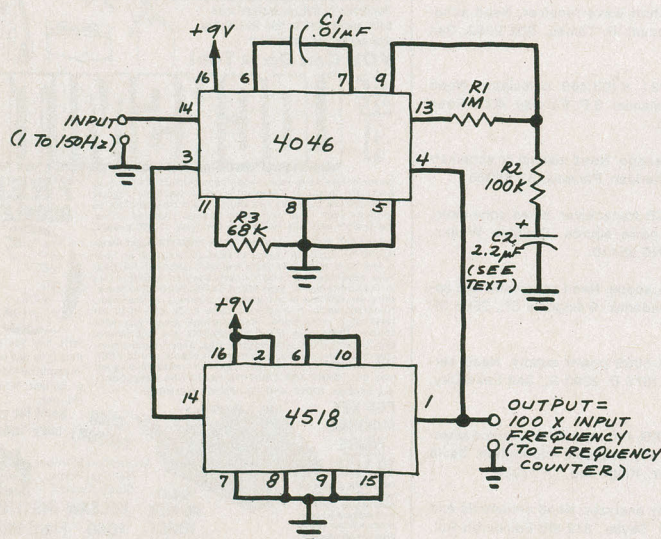 +9V
C1
.01µF
16
6
7
9
INPUT
(1 TO 150Hz)
14
4046
13
R1
1M
3
4
R2
100K
11
R3
68K
8
5
+
C2
2.2µF
(SEE
TEXT)
+9V
16
2
6
10
14
4518
1
OUTPUT=
100 X INPUT
FREQUENCY
(TO FREQUENCY
COUNTER)
7
8
9
15